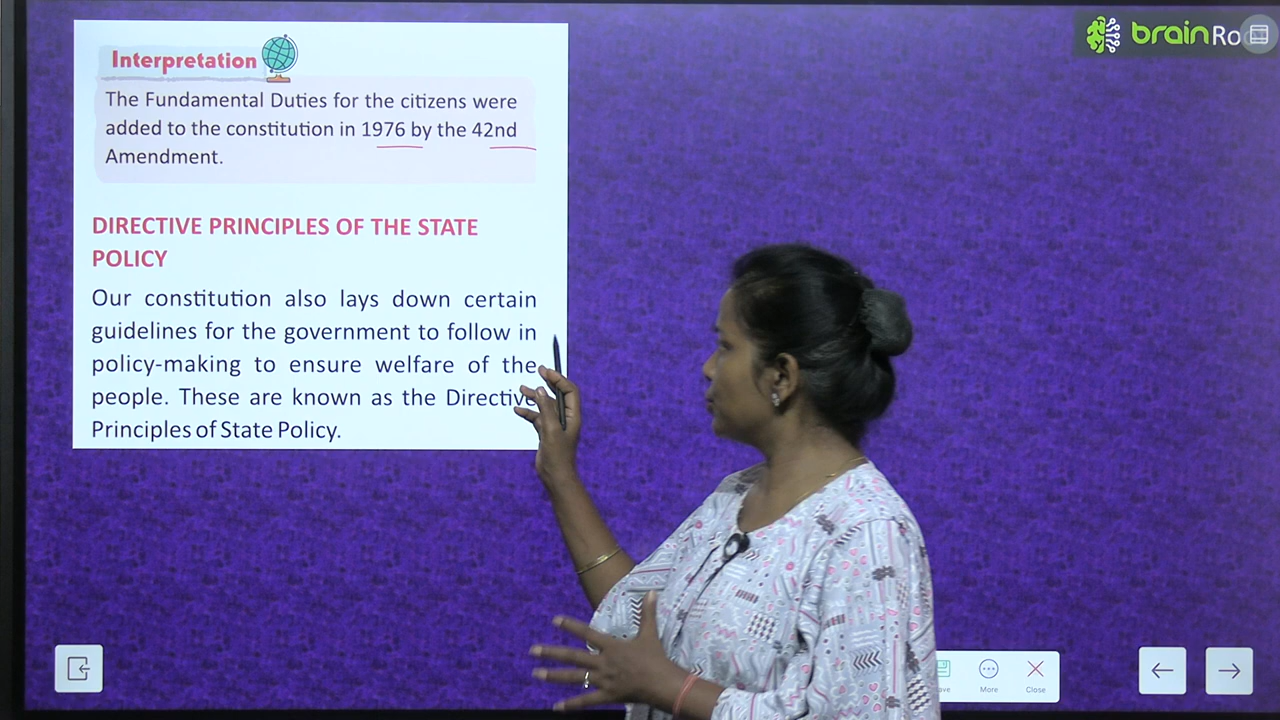 Interpretation
The Fundamental Duties for the citizens were
added to the constitution in 1976 by the 42nd
Amendment.
DIRECTIVE PRINCIPLES OF THE STATE
POLICY
Our constitution also lays down certain
guidelines for the government to follow in
policy-making to ensure welfare of the
people. These are known as the Directive
Principles of State Policy.
brain
More
Close